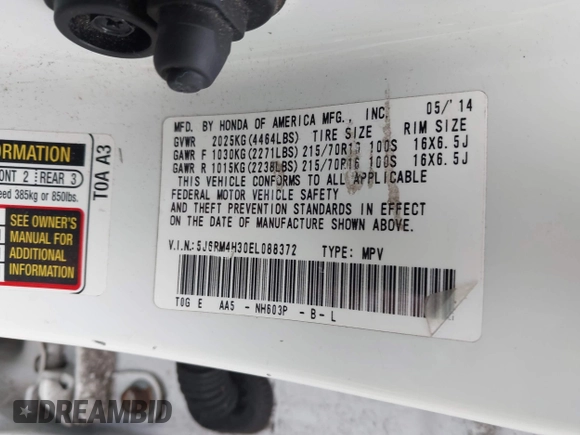 MFD. BY HONDA OF AMERICA MFG., INC. 05/'14
GVWR 2025KG(4464LBS) TIRE SIZE RIM SIZE
GAWR F 1030KG(2271LBS) 215/70R16 100S 16X6.5J
GAWR R 1015KG(2238LBS) 215/70R16 100S 16X6.5J
THIS VEHICLE CONFORMS TO ALL APPLICABLE
FEDERAL MOTOR VEHICLE SAFETY
AND THEFT PREVENTION STANDARDS IN EFFECT
ON THE DATE OF MANUFACTURE SHOWN ABOVE.
V.I.N.:5J6RM4H30EL088372 TYPE: MPV
T0G E AA5 - NH603P - B - L
ORMATION
ONT 2 REAR 3
eed 385kg or 850lbs.
SEE OWNER'S
MANUAL FOR
ADDITIONAL
INFORMATION
T0A A3
DREAMBID